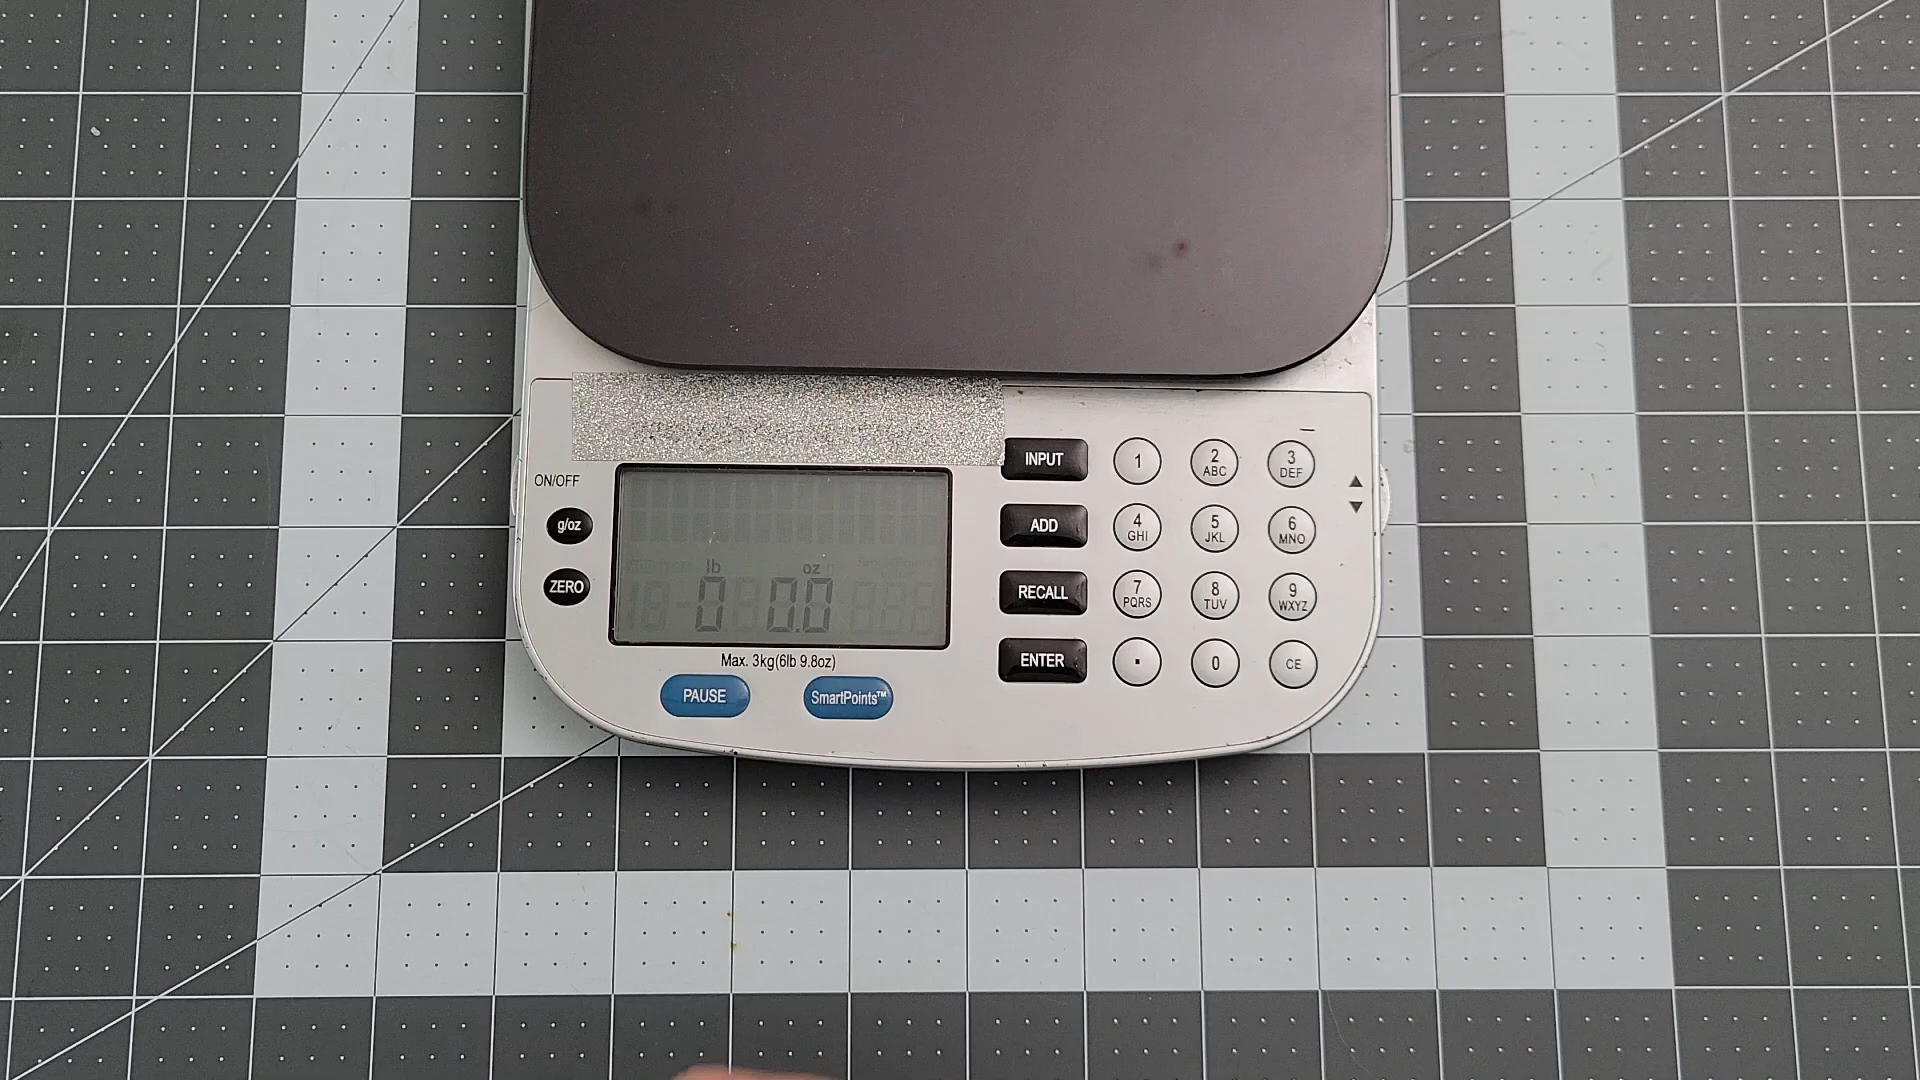 ON/OFF
g/oz
ZERO
lb oz
0 0.0
Max. 3kg(6lb 9.8oz)
PAUSE
SmartPoints™
INPUT
1
2
ABC
3
DEF
ADD
4
GHI
5
JKL
6
MNO
RECALL
7
PQRS
8
TUV
9
WXYZ
ENTER
.
0
CE